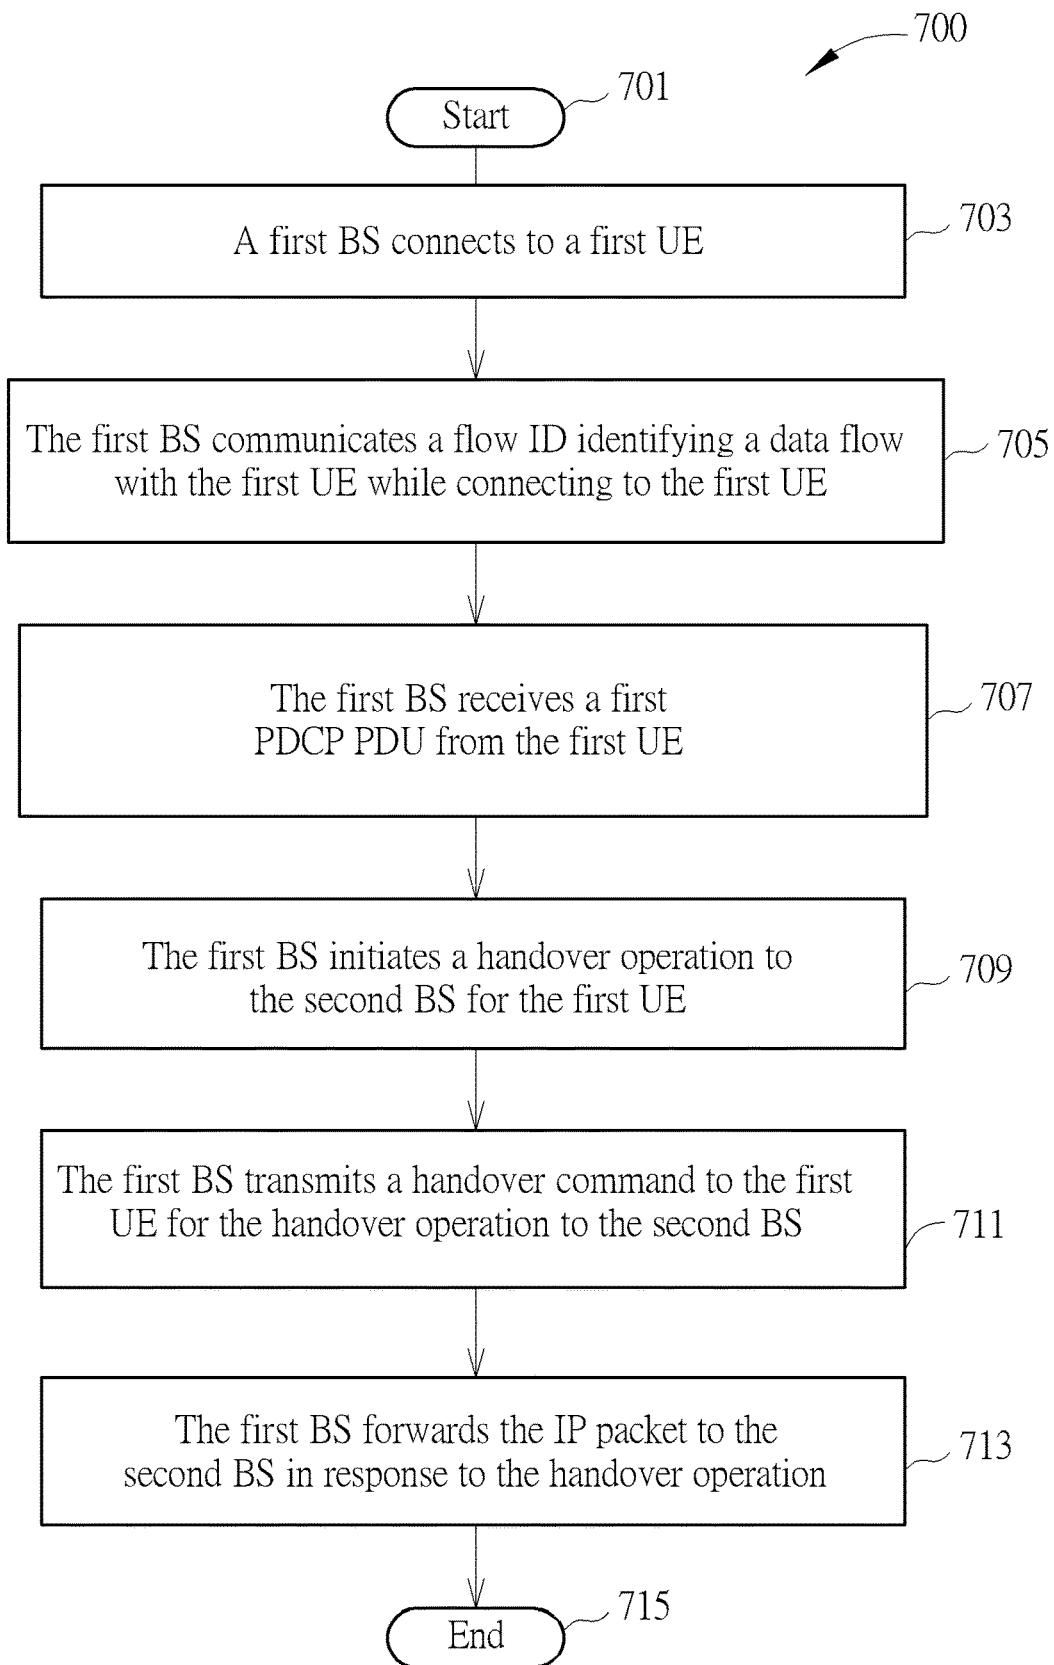 700
Start
701
A first BS connects to a first UE
703
The first BS communicates a flow ID identifying a data flow
with the first UE while connecting to the first UE
705
The first BS receives a first
PDCP PDU from the first UE
707
The first BS initiates a handover operation to
the second BS for the first UE
709
The first BS transmits a handover command to the first
UE for the handover operation to the second BS
711
The first BS forwards the IP packet to the
second BS in response to the handover operation
713
End
715